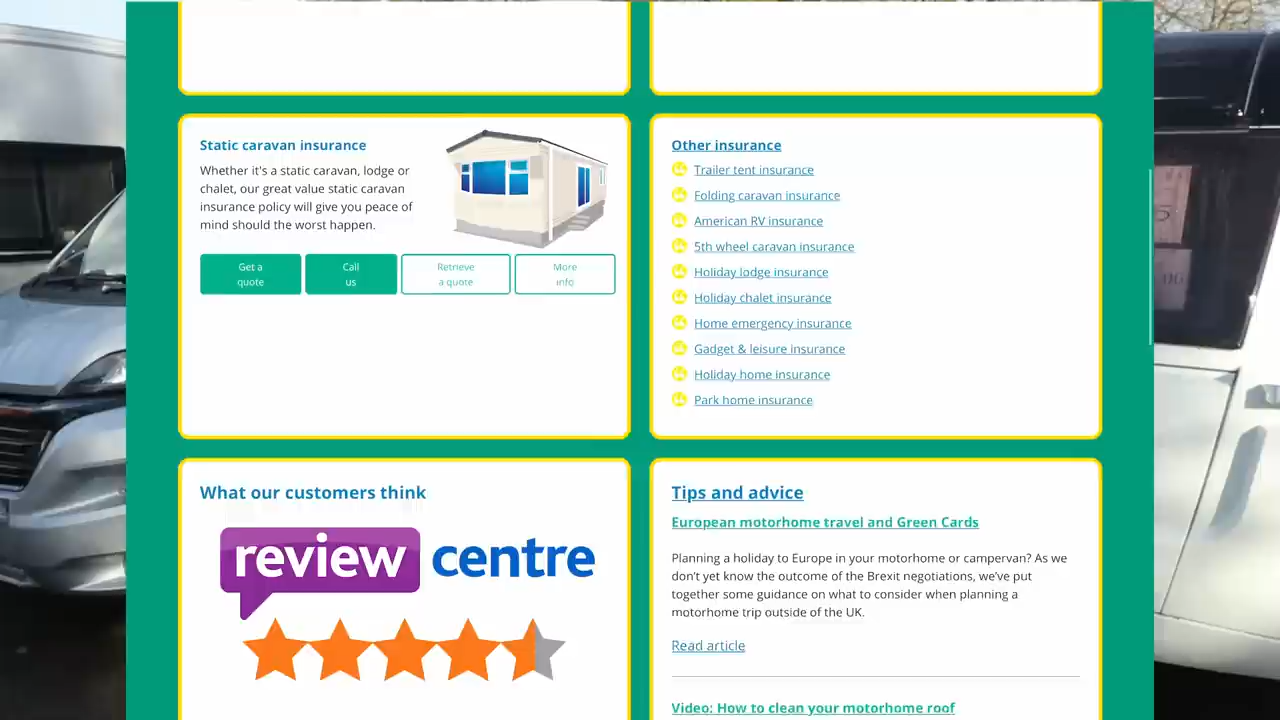 Static caravan insurance
Whether it's a static caravan, lodge or
chalet, our great value static caravan
insurance policy will give you peace of
mind should the worst happen.
Get a
quote
Call
us
Retrieve
a quote
More
info
Other insurance
Trailer tent insurance
Folding caravan insurance
American RV insurance
5th wheel caravan insurance
Holiday lodge insurance
Holiday chalet insurance
Home emergency insurance
Gadget & leisure insurance
Holiday home insurance
Park home insurance
What our customers think
review centre
Tips and advice
European motorhome travel and Green Cards
Planning a holiday to Europe in your motorhome or campervan? As we
don't yet know the outcome of the Brexit negotiations, we've put
together some guidance on what to consider when planning a
motorhome trip outside of the UK.
Read article
Video: How to clean your motorhome roof